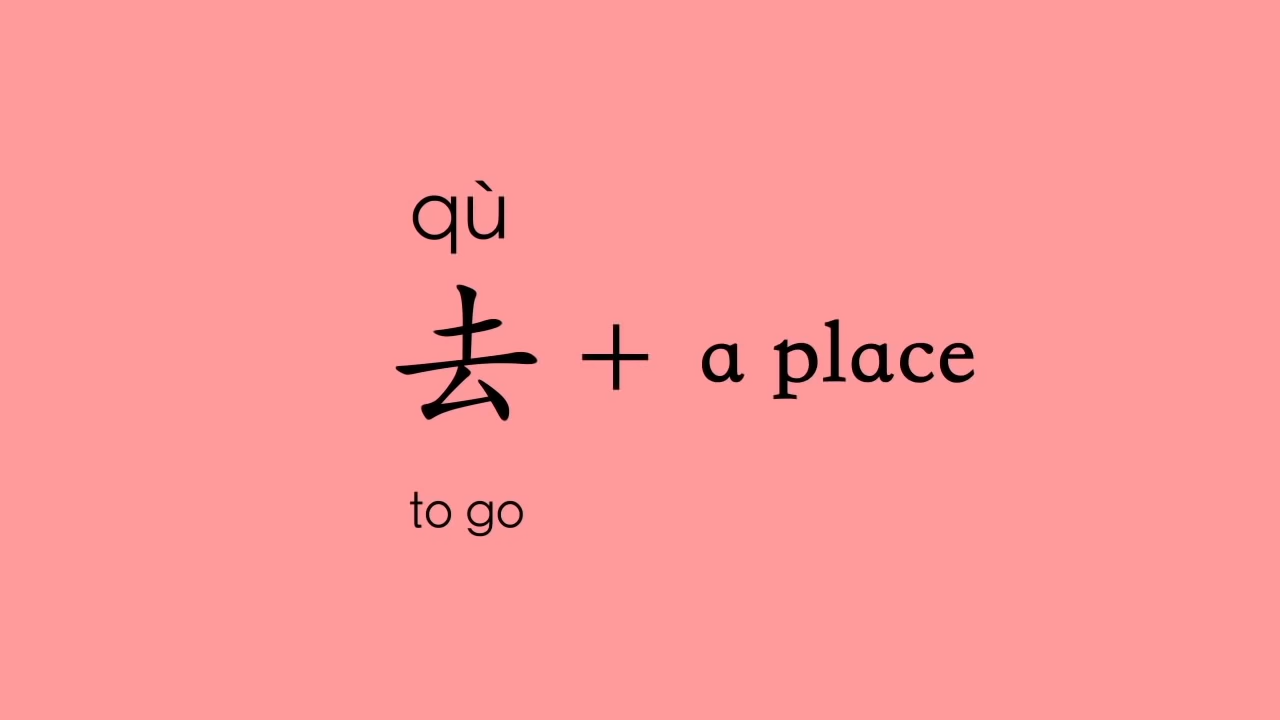 qù
去 + a place
to go